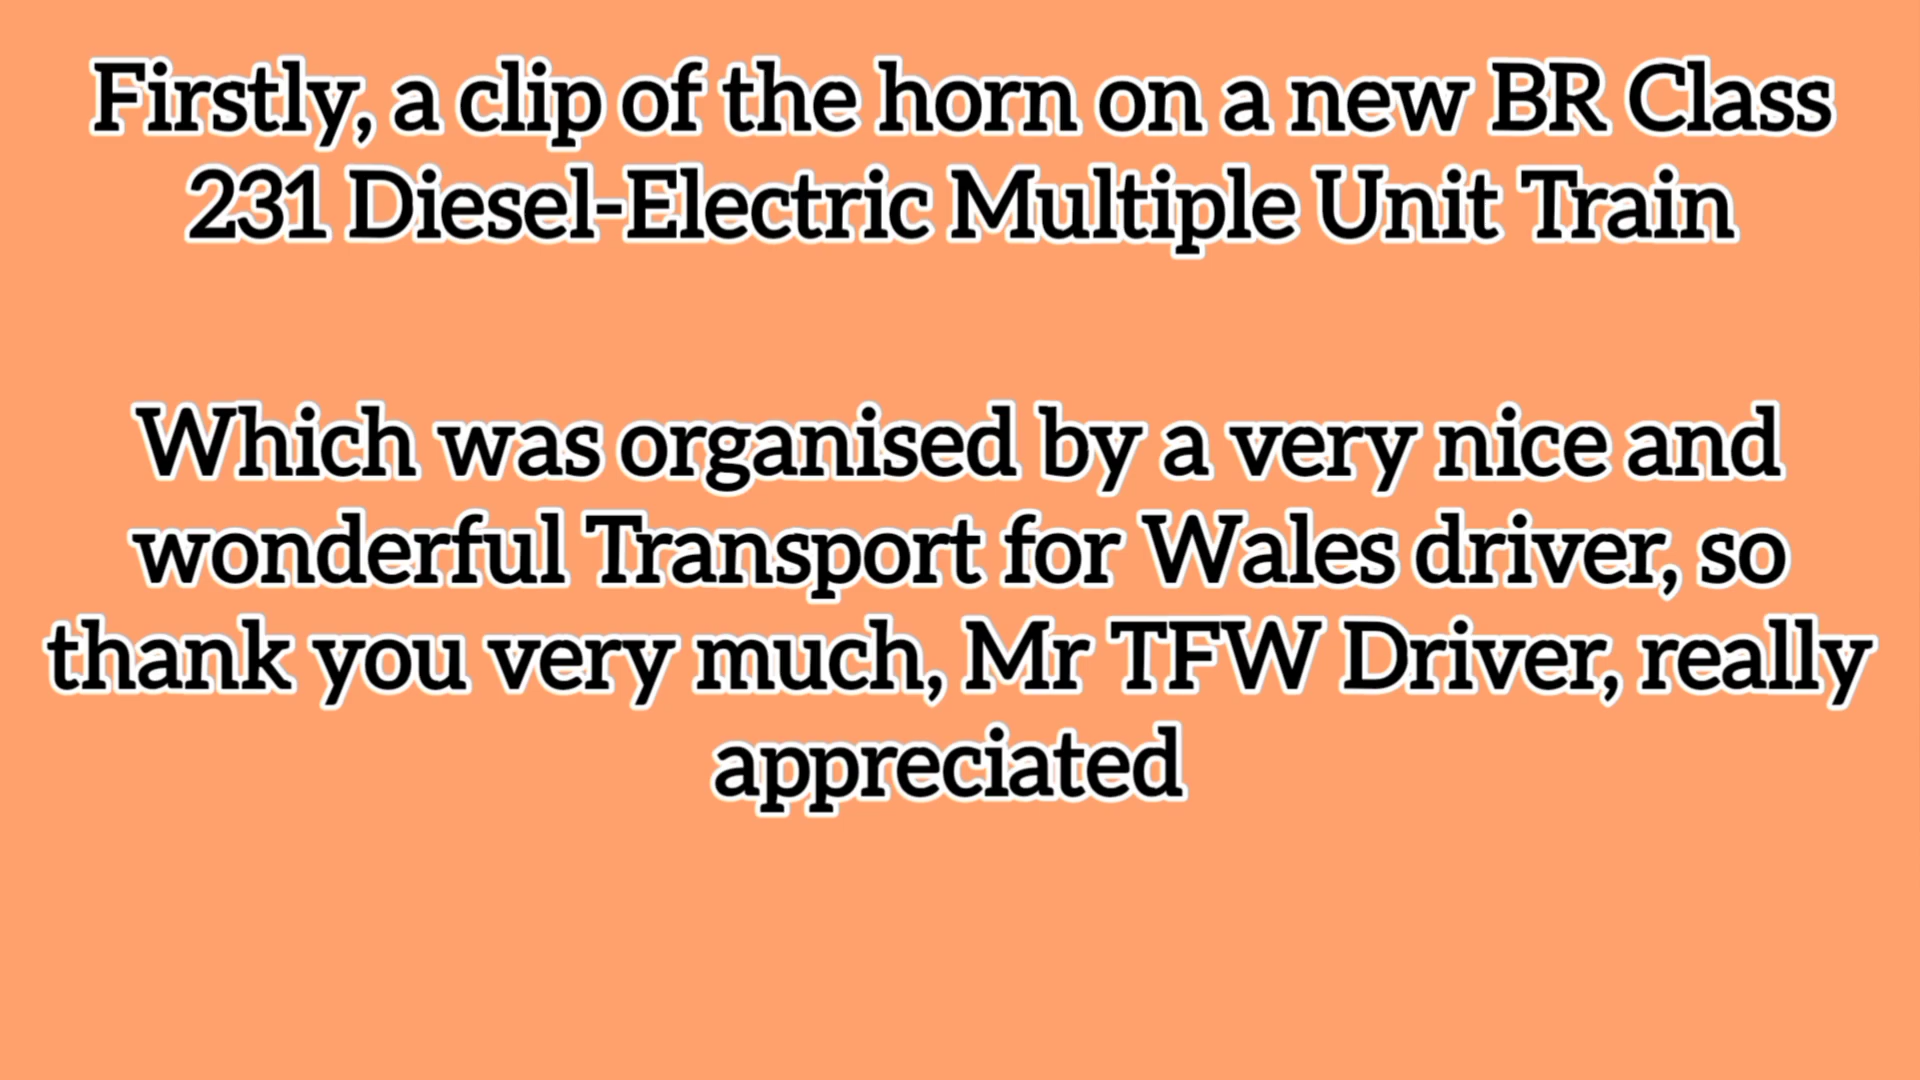 Firstly, a clip of the horn on a new BR Class
231 Diesel-Electric Multiple Unit Train
Which was organised by a very nice and
wonderful Transport for Wales driver, so
thank you very much, Mr TFW Driver, really
appreciated